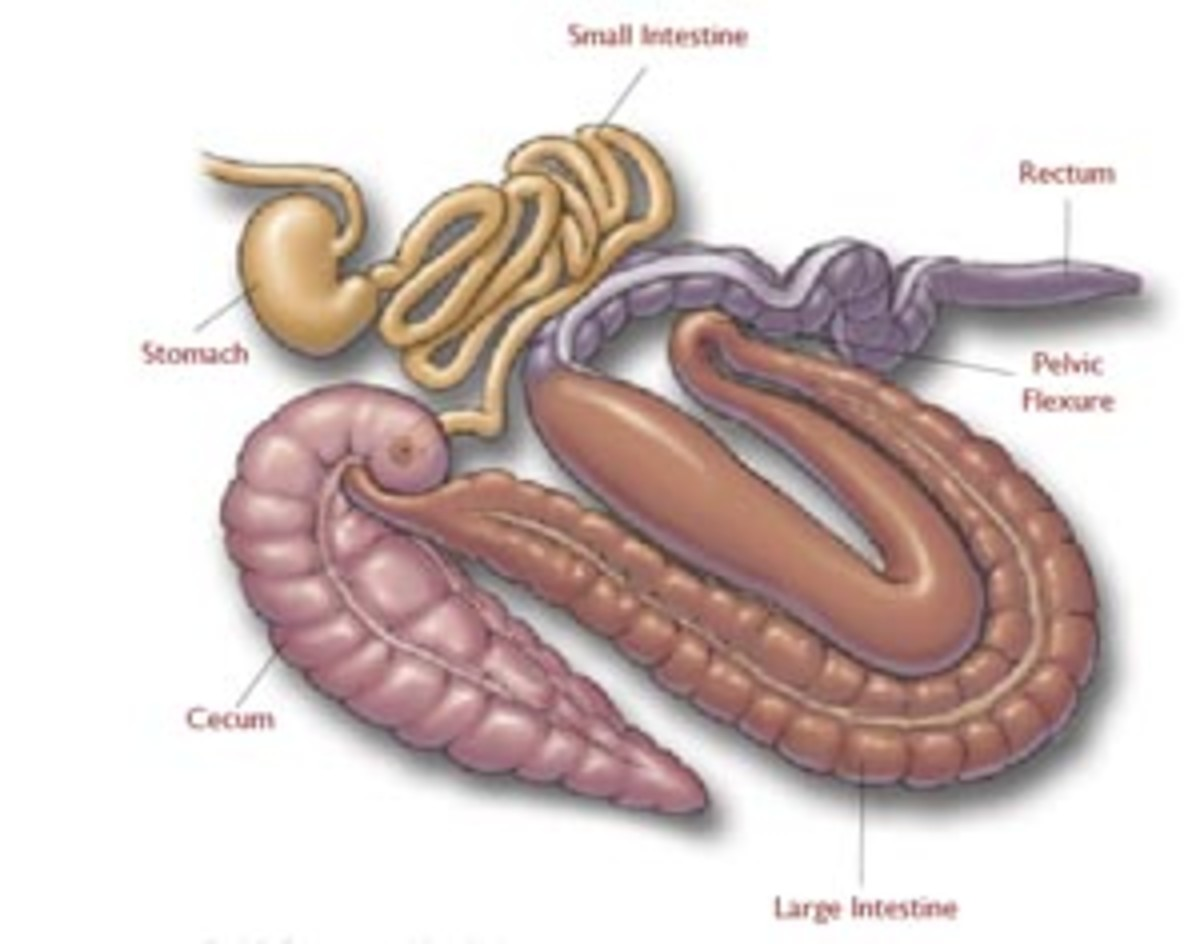 Small Intestine
Rectum
Stomach
Pelvic
Flexure
Cecum
Large Intestine